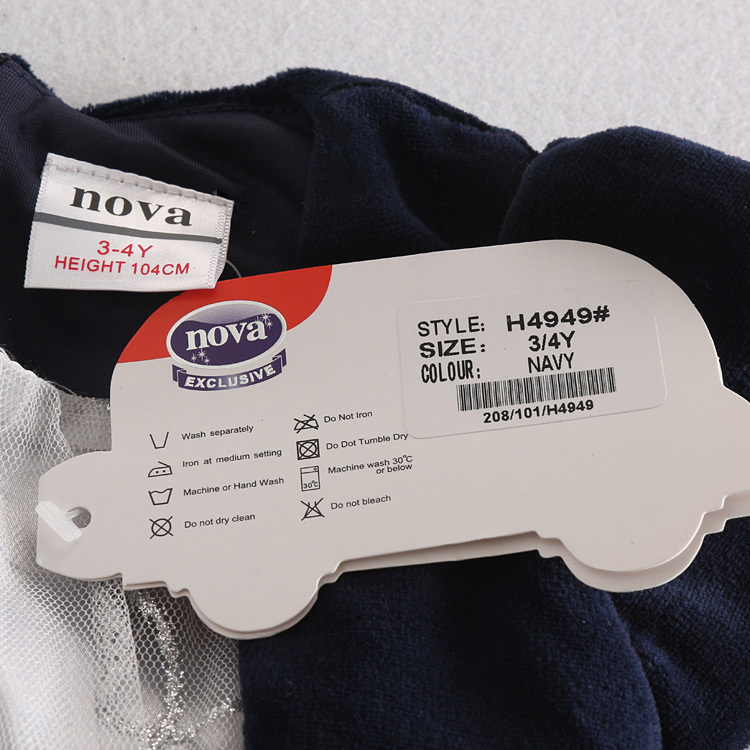 nova
3-4Y
HEIGHT 104CM
nova
EXCLUSIVE
STYLE: H4949#
SIZE: 3/4Y
COLOUR: NAVY
208/101/H4949
Wash separately
Iron at medium setting
Machine or Hand Wash
Do not dry clean
Do Not Iron
Do Dot Tumble Dry
30°C
Machine wash 30°C
or below
Do not bleach